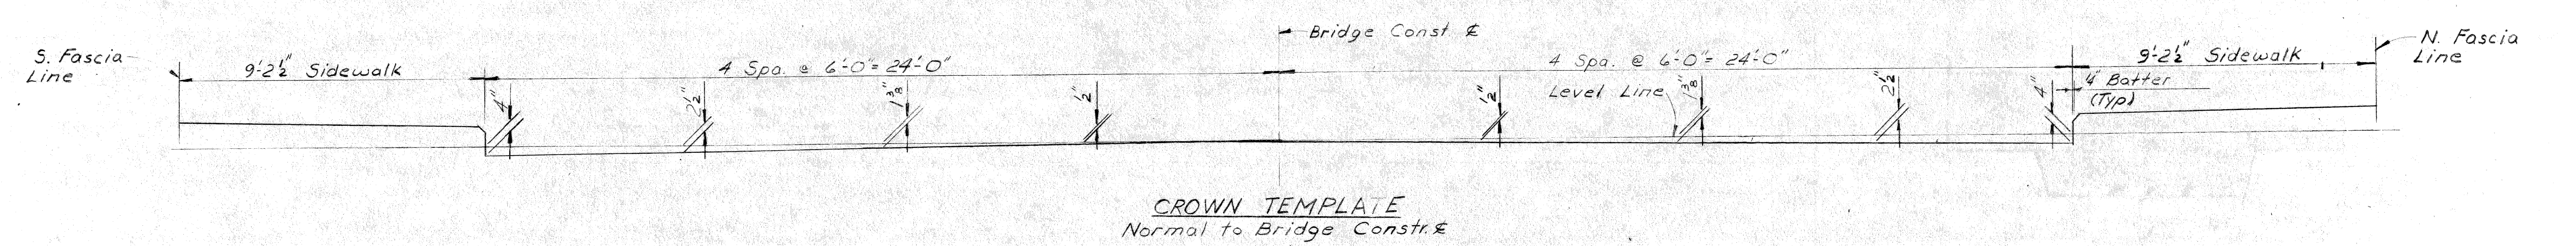 Bridge Const. ℄
S. Fascia
Line
9'-2½" Sidewalk
4 Spa. @ 6'-0"= 24'-0"
4 Spa. @ 6'-0"= 24'-0"
9'-2½" Sidewalk
N. Fascia
Line
4"
2½"
1⅜"
½"
½"
Level Line
1⅜"
2½"
4"
4" Batter
(Typ)
CROWN TEMPLATE
Normal to Bridge Constr. ℄